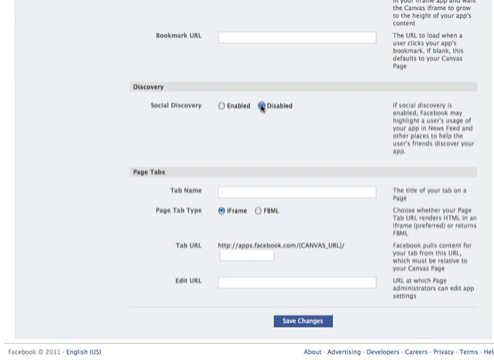 in your iframe app and want
the Canvas iframe to grow
to the height of your app's
content
Bookmark URL
The URL to load when a
user clicks your app's
bookmark. If blank, this
defaults to your Canvas
Page
Discovery
Social Discovery
Enabled
Disabled
If social discovery is
enabled, Facebook may
highlight a user's usage of
your app in News Feed and
other places to help the
user's friends discover your
app.
Page Tabs
Tab Name
The title of your tab on a
Page
Page Tab Type
iFrame
FBML
Choose whether your Page
Tab URL renders HTML in an
iframe (preferred) or returns
FBML
Tab URL
http://apps.facebook.com/[CANVAS_URL]/
Facebook pulls content for
your tab from this URL,
which must be relative to
your Canvas Page
Edit URL
URL at which Page
administrators can edit app
settings
Save Changes
Facebook © 2011 · English (US)
About · Advertising · Developers · Careers · Privacy · Terms · Hel